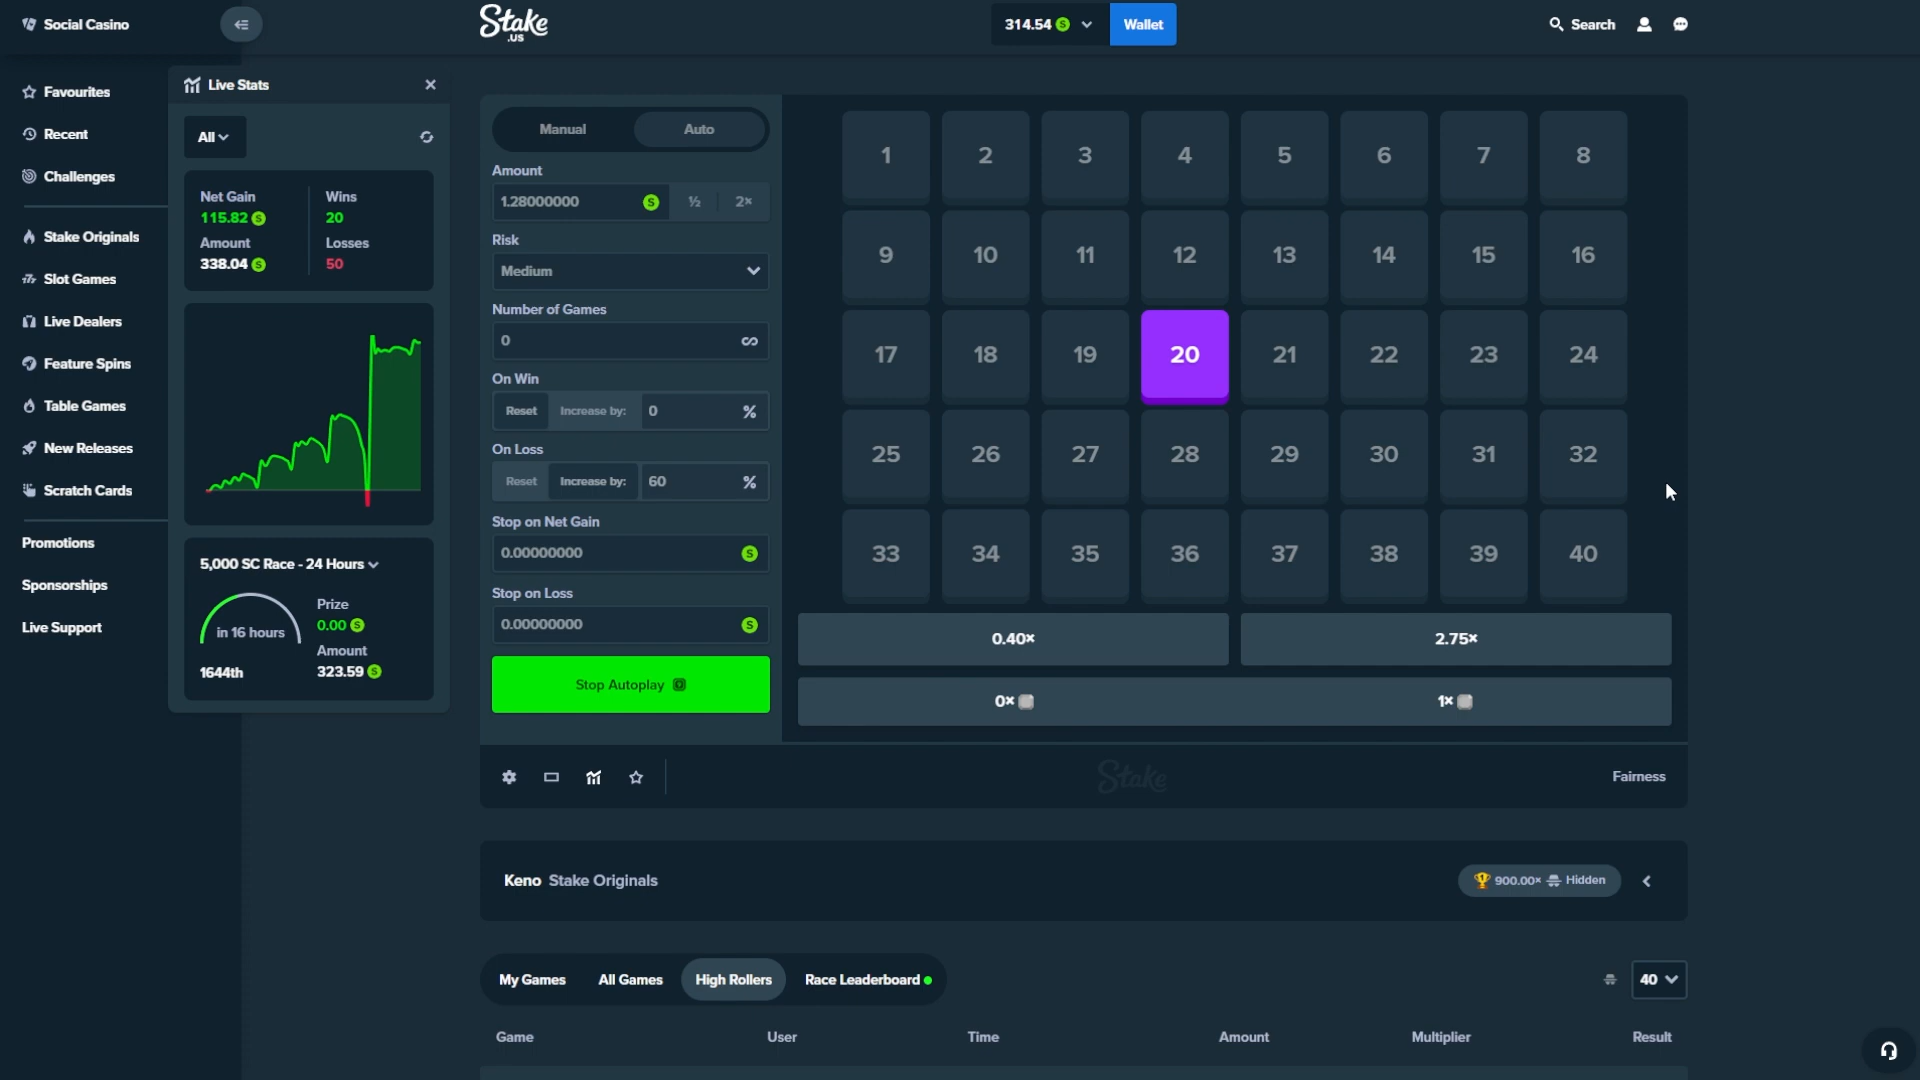 Social Casino
Stake
.US
314.54
Wallet
Search
Favourites
Recent
Challenges
Stake Originals
Slot Games
Live Dealers
Feature Spins
Table Games
New Releases
Scratch Cards
Promotions
Sponsorships
Live Support
Live Stats
All
Net Gain
115.82
Wins
20
Amount
338.04
Losses
50
5,000 SC Race - 24 Hours
in 16 hours
1644th
Prize
0.00
Amount
323.59
Manual Auto
Amount
1.28000000 ½ 2×
Risk
Medium
Number of Games
0 ∞
On Win
Reset Increase by: 0 %
On Loss
Reset Increase by: 60 %
Stop on Net Gain
0.00000000
Stop on Loss
0.00000000
Stop Autoplay
1 2 3 4 5 6 7 8
9 10 11 12 13 14 15 16
17 18 19 20 21 22 23 24
25 26 27 28 29 30 31 32
33 34 35 36 37 38 39 40
0.40× 2.75×
0× 1×
Stake
Fairness
Keno Stake Originals
900.00× Hidden
My Games All Games High Rollers Race Leaderboard
40
Game User Time Amount Multiplier Result